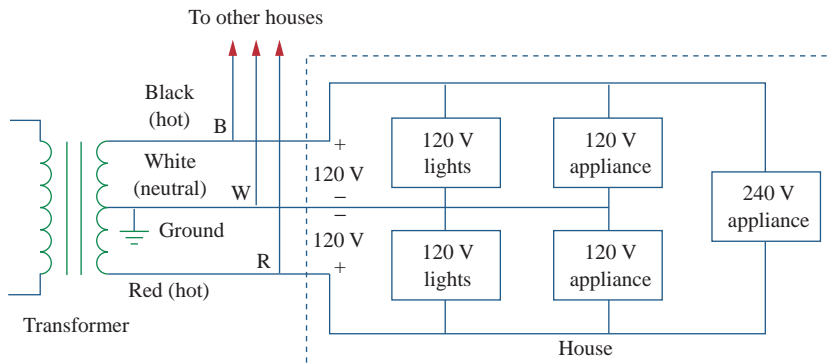 To other houses
Black
(hot)
B
White
(neutral)
W
Ground
R
Red (hot)
Transformer
+
120 V
–
–
120 V
+
120 V
lights
120 V
appliance
240 V
appliance
120 V
lights
120 V
appliance
House